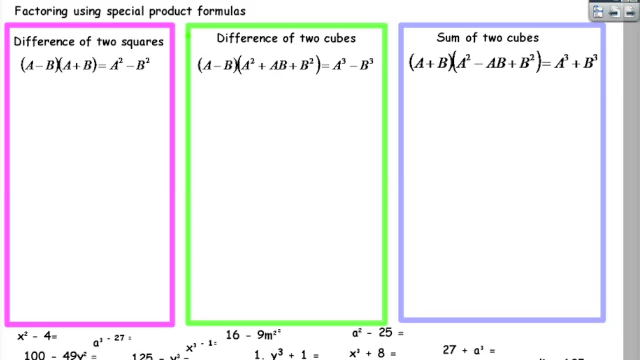 Factoring using special product formulas
Difference of two squares
(A − B)(A + B) = A² − B²
Difference of two cubes
(A − B)(A² + AB + B²) = A³ − B³
Sum of two cubes
(A + B)(A² − AB + B²) = A³ + B³
x² − 4=
a³ − 27 =
x³ − 1=
16 − 9m²=
a² − 25 =
100 − 49y² =
125 −
1. y³ + 1 =
x³ + 8 =
27 + a³ =